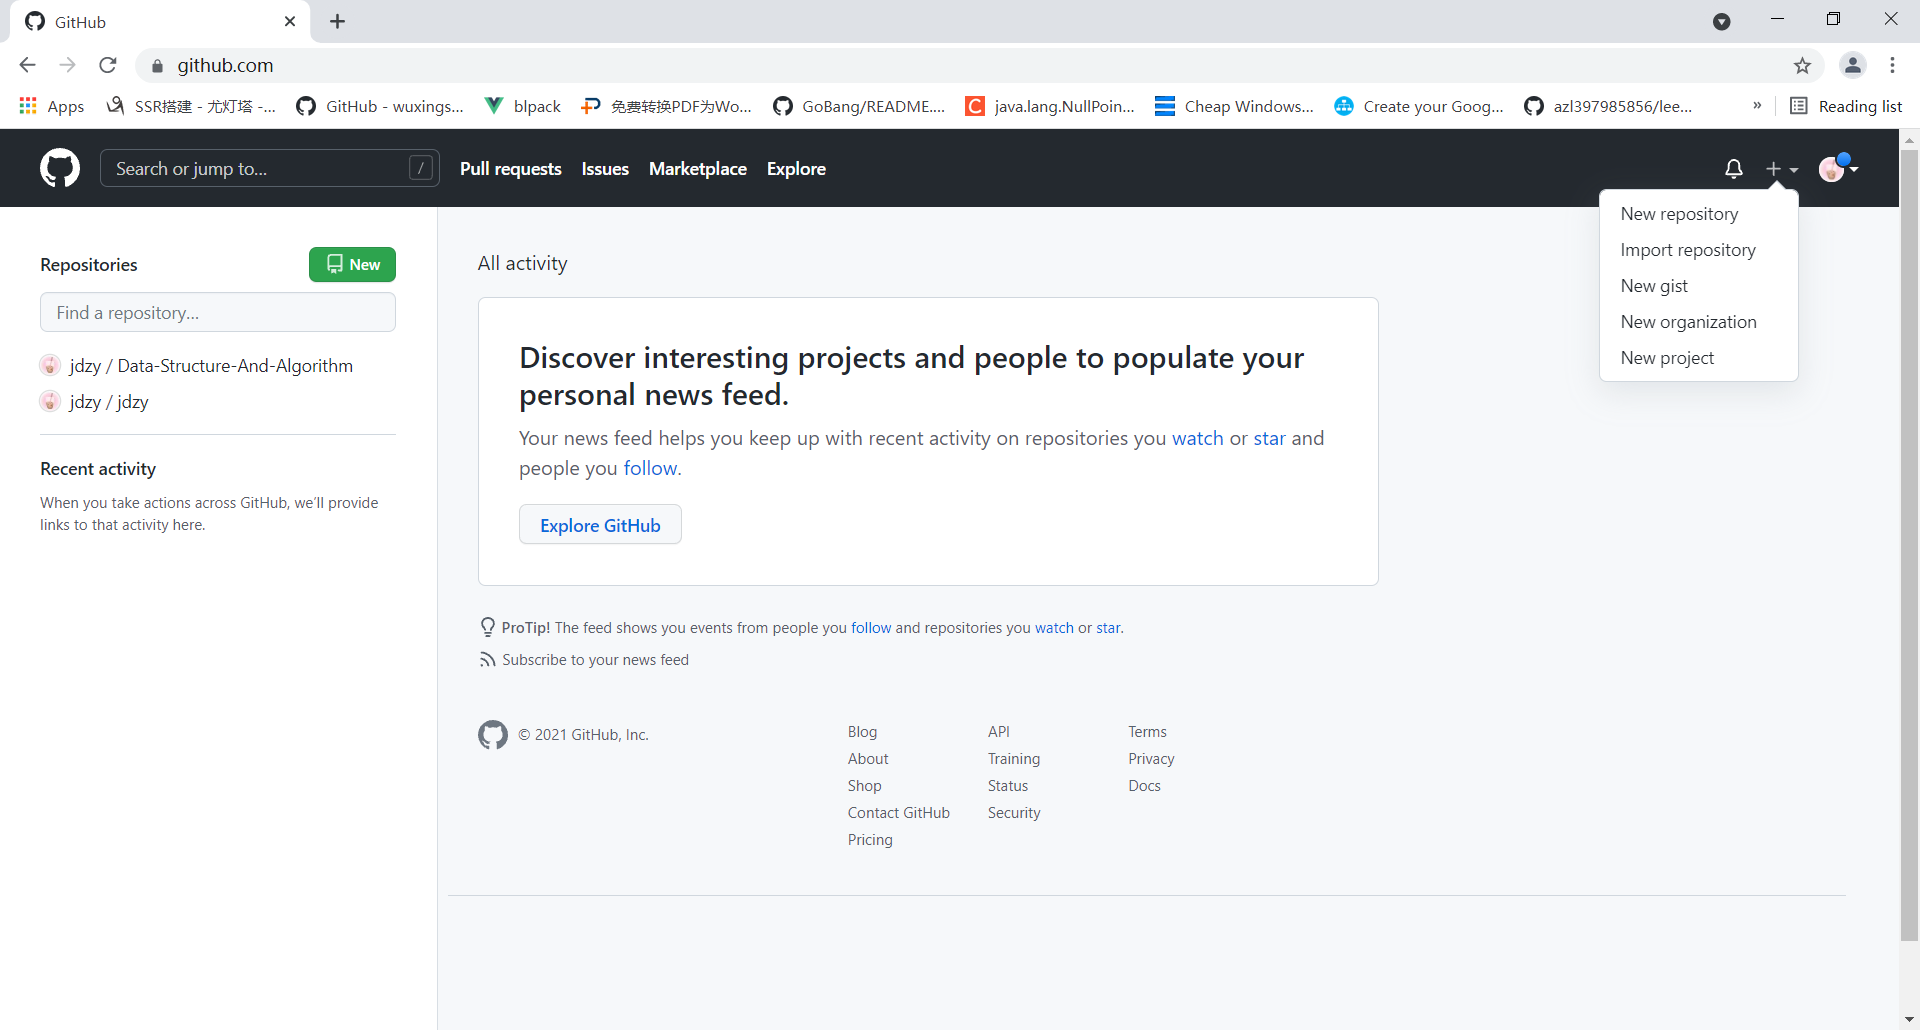 GitHub
github.com
Apps
SSR搭建 - 尤灯塔 -...
GitHub - wuxings...
blpack
免费转换PDF为Wo...
GoBang/README....
java.lang.NullPoin...
Cheap Windows...
Create your Goog...
azl397985856/lee...
»
Reading list
Search or jump to...
/
Pull requests
Issues
Marketplace
Explore
New repository
Import repository
New gist
New organization
New project
Repositories
New
Find a repository...
jdzy / Data-Structure-And-Algorithm
jdzy / jdzy
Recent activity
When you take actions across GitHub, we'll provide
links to that activity here.
All activity
Discover interesting projects and people to populate your
personal news feed.
Your news feed helps you keep up with recent activity on repositories you watch or star and
people you follow.
Explore GitHub
ProTip! The feed shows you events from people you follow and repositories you watch or star.
Subscribe to your news feed
© 2021 GitHub, Inc.
Blog
About
Shop
Contact GitHub
Pricing
API
Training
Status
Security
Terms
Privacy
Docs